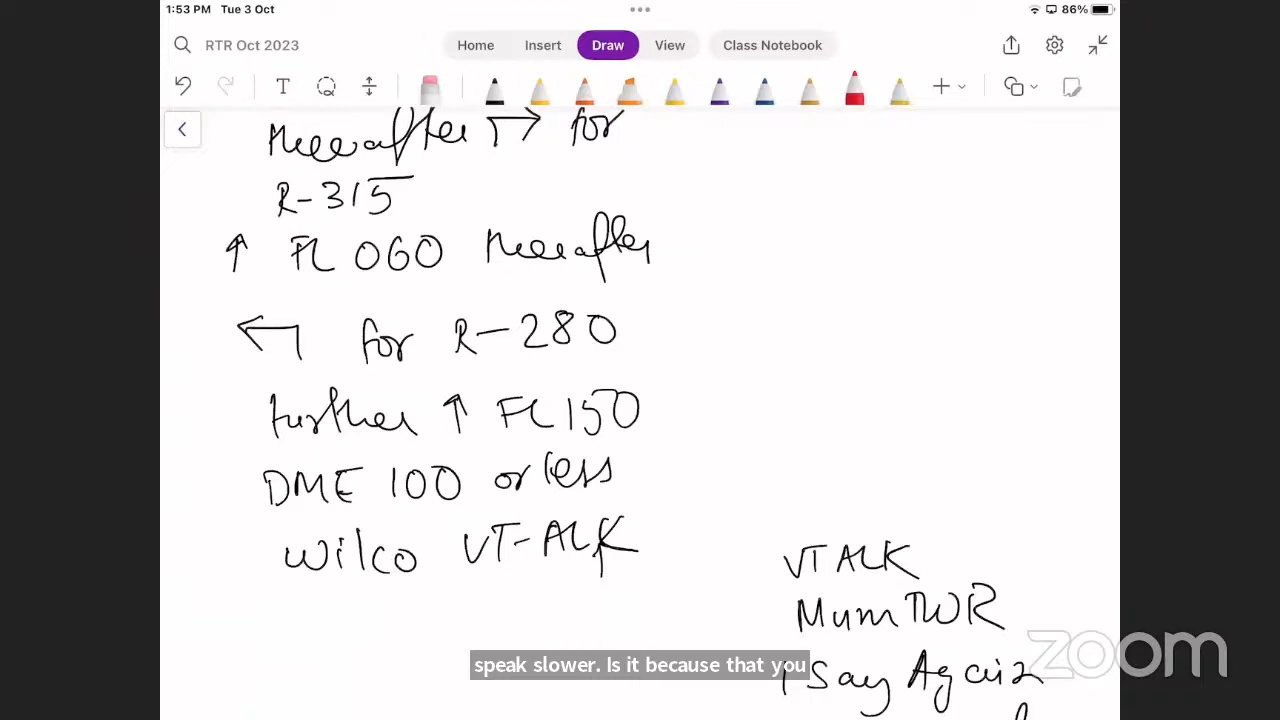 1:53 PM Tue 3 Oct
86%
RTR Oct 2023
Home Insert Draw View Class Notebook
thereafter ↱ for
R-315
↑ FL 060 thereafter
↰ for R-280
further ↑ FL150
DME 100 or less
Wilco VT-ALK
VT ALK
Mum TWR
Say Again
zoom
speak slower. Is it because that you